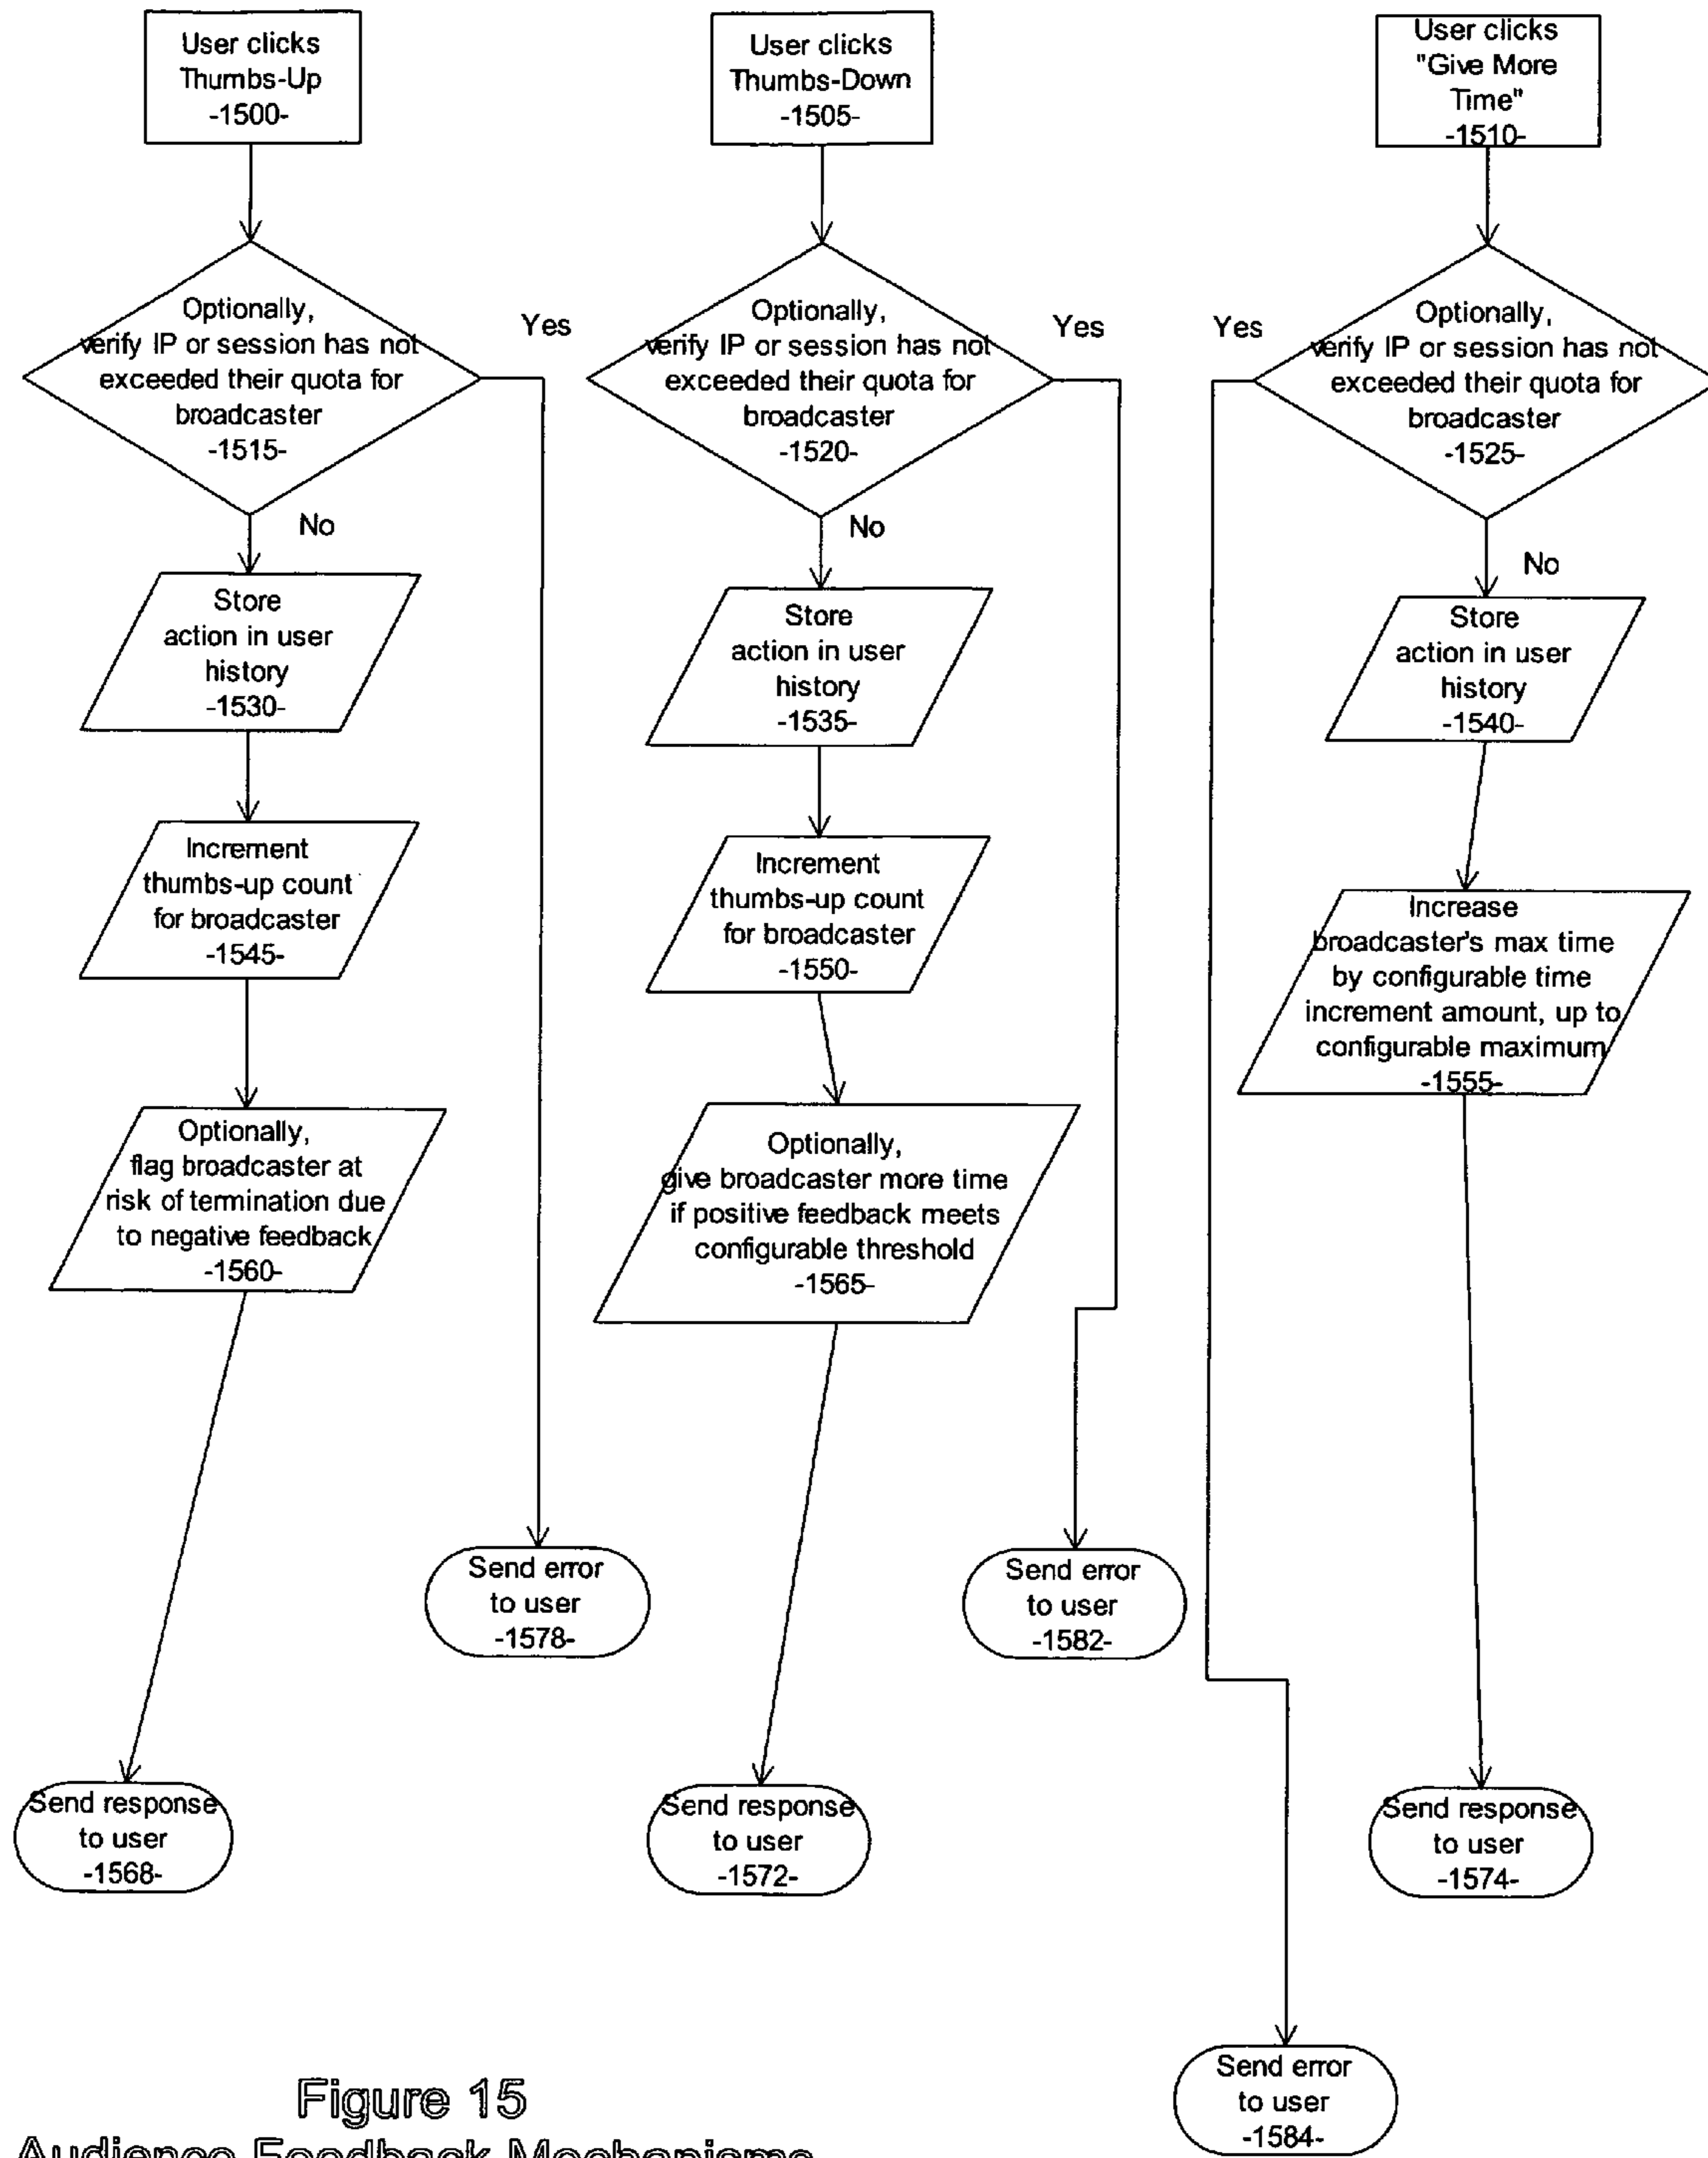 User clicks
Thumbs-Up
-1500-
User clicks
Thumbs-Down
-1505-
User clicks
"Give More
Time"
-1510-
Optionally,
verify IP or session has not
exceeded their quota for
broadcaster
-1515-
Yes
No
Optionally,
verify IP or session has not
exceeded their quota for
broadcaster
-1520-
Yes
No
Yes
Optionally,
verify IP or session has not
exceeded their quota for
broadcaster
-1525-
No
Store
action in user
history
-1530-
Store
action in user
history
-1535-
Store
action in user
history
-1540-
Increment
thumbs-up count
for broadcaster
-1545-
Increment
thumbs-up count
for broadcaster
-1550-
Increase
broadcaster's max time
by configurable time
increment amount, up to
configurable maximum
-1555-
Optionally,
flag broadcaster at
risk of termination due
to negative feedback
-1560-
Optionally,
give broadcaster more time
if positive feedback meets
configurable threshold
-1565-
Send error
to user
-1578-
Send error
to user
-1582-
Send response
to user
-1568-
Send response
to user
-1572-
Send response
to user
-1574-
Send error
to user
-1584-
Figure 15
Audience Feedback Mechanisms